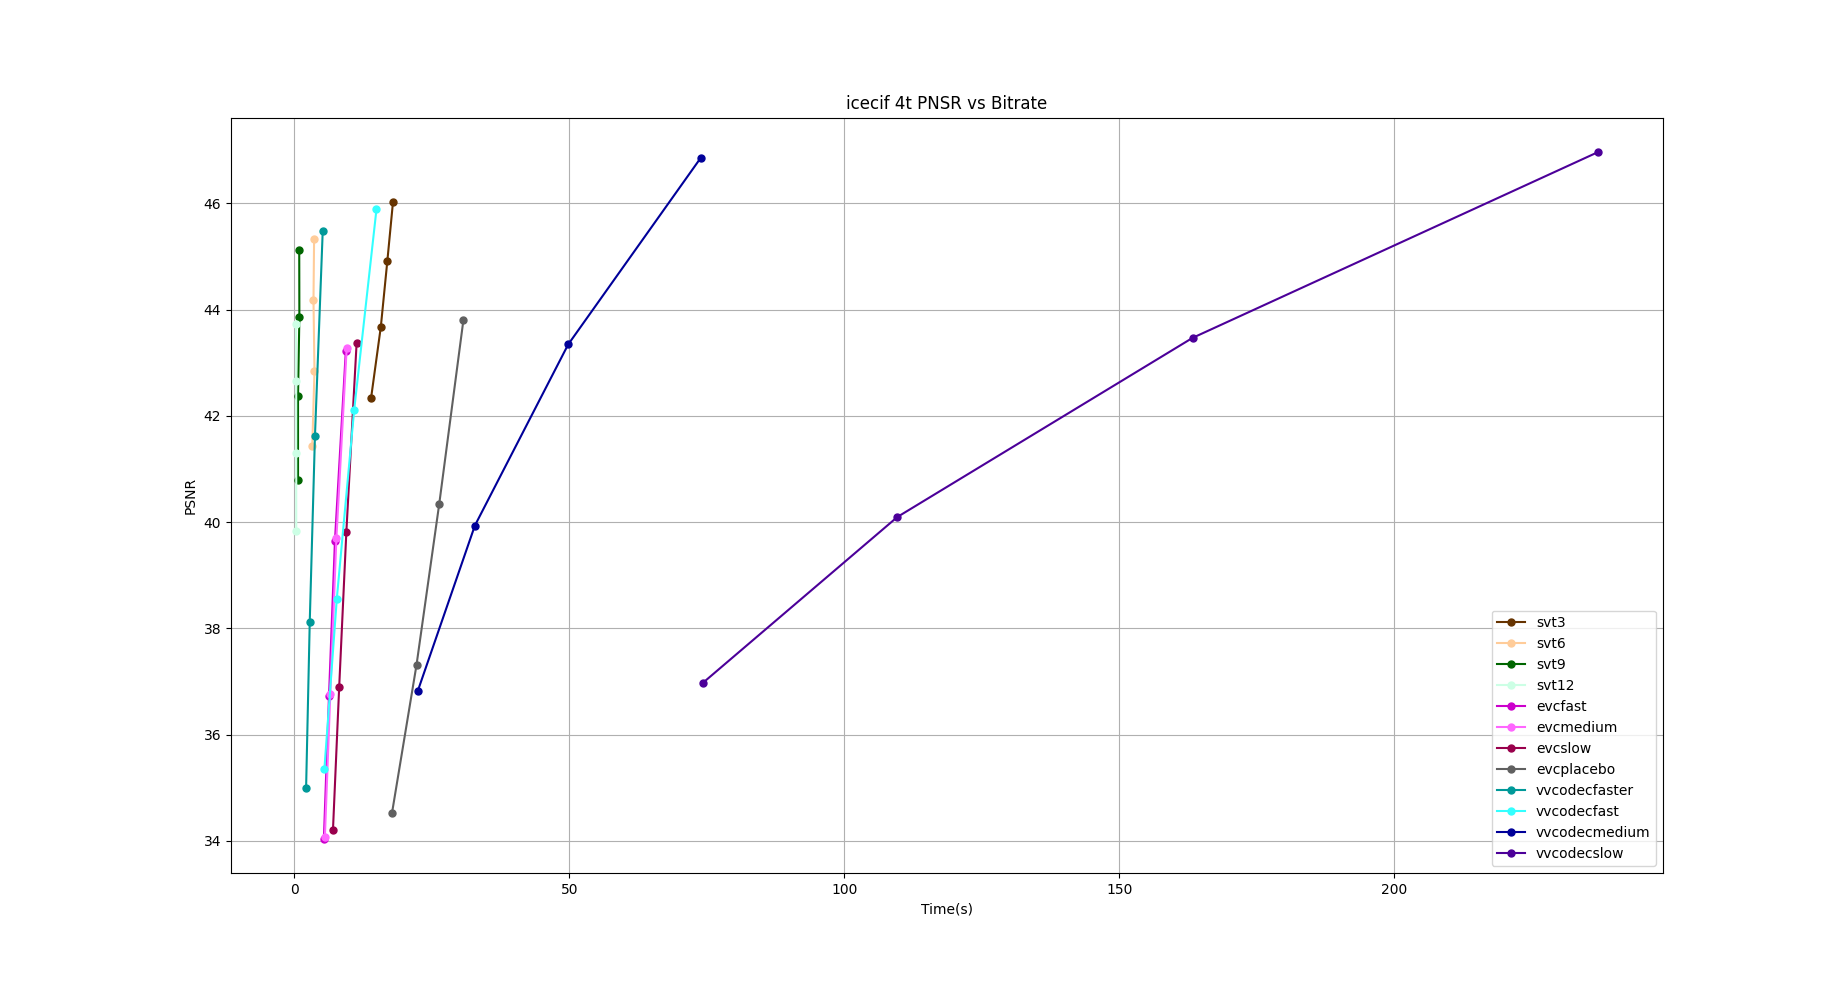 icecif 4t PNSR vs Bitrate
PSNR
46
44
42
40
38
36
34
0
50
100
150
200
Time(s)
svt3
svt6
svt9
svt12
evcfast
evcmedium
evcslow
evcplacebo
vvcodecfaster
vvcodecfast
vvcodecmedium
vvcodecslow